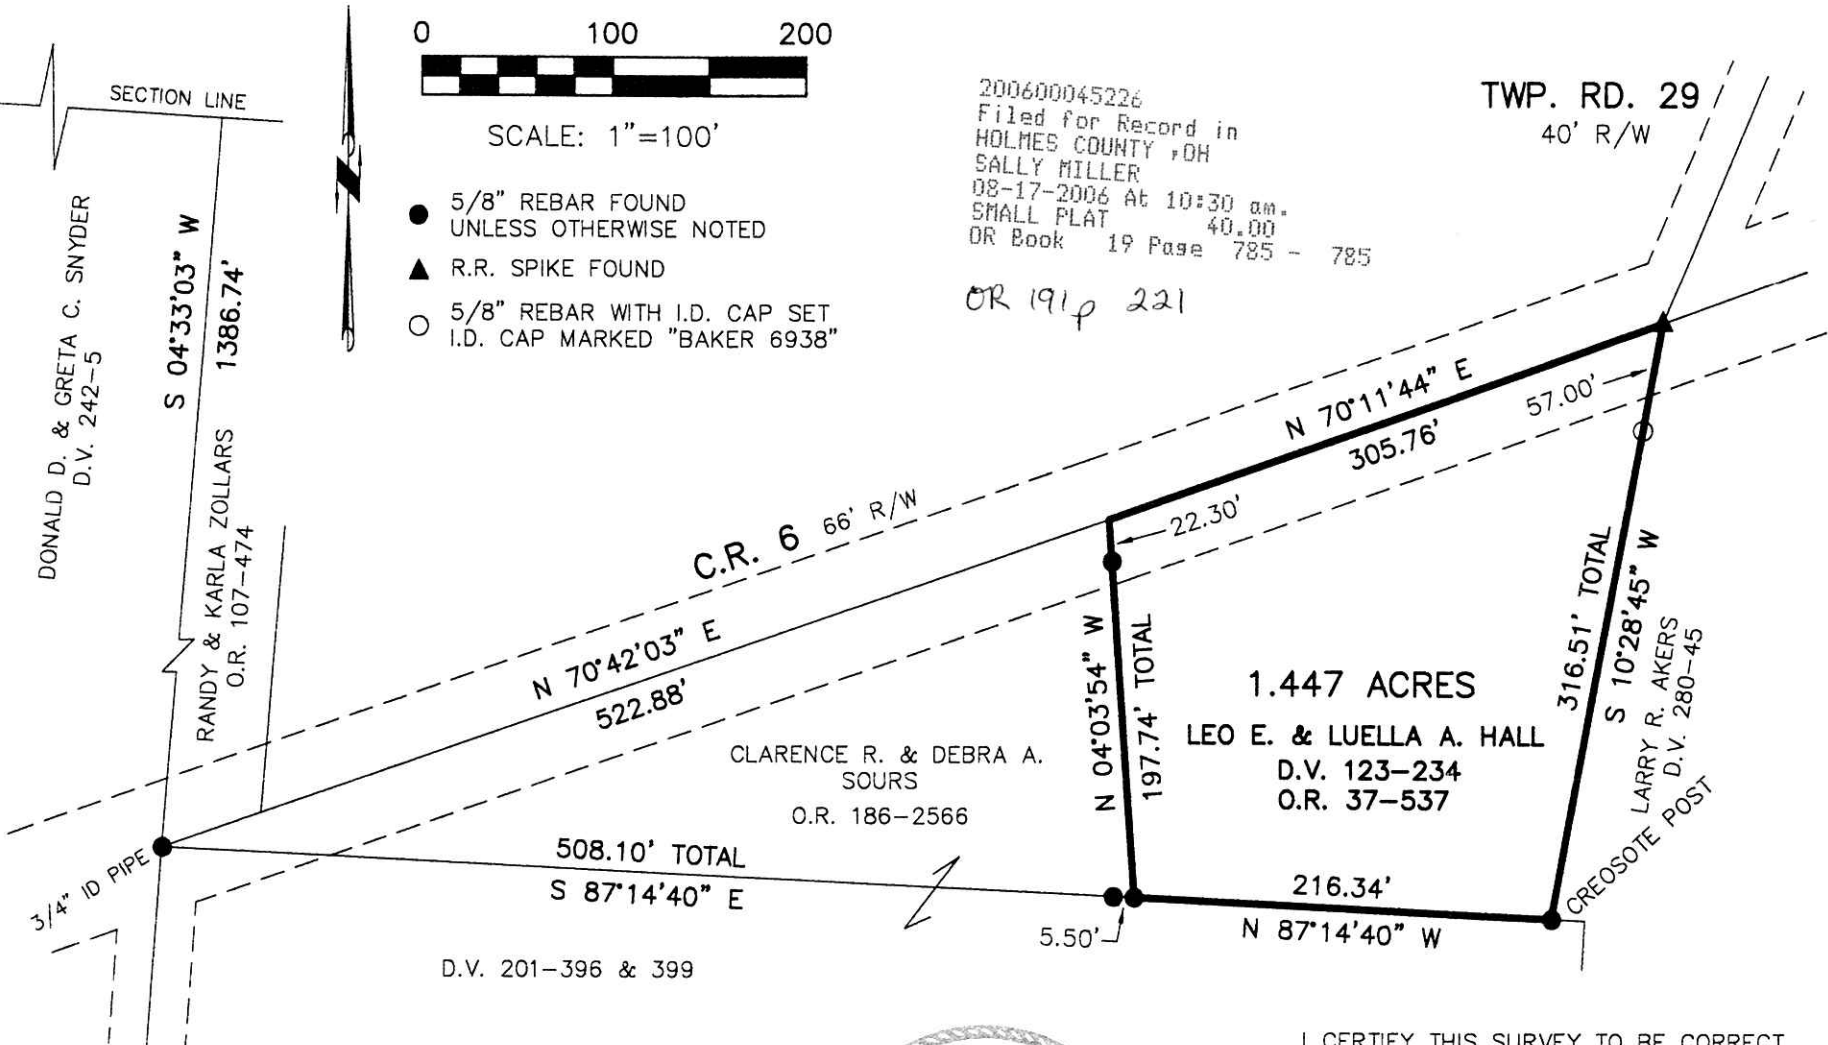 0 100 200
SCALE: 1"=100'
SECTION LINE
5/8" REBAR FOUND
UNLESS OTHERWISE NOTED
R.R. SPIKE FOUND
5/8" REBAR WITH I.D. CAP SET
I.D. CAP MARKED "BAKER 6938"
200600045226
Filed for Record in
HOLMES COUNTY ,OH
SALLY MILLER
08-17-2006 At 10:30 am.
SMALL PLAT 40.00
OR Book 19 Page 785 - 785
OR 191p 221
TWP. RD. 29
40' R/W
DONALD D. & GRETA C. SNYDER
D.V. 242-5
S 04°33'03" W
1386.74'
RANDY & KARLA ZOLLARS
O.R. 107-474
C.R. 6 66' R/W
N 70°42'03" E
522.88'
N 70°11'44" E
305.76'
57.00'
22.30'
N 04°03'54" W
197.74' TOTAL
316.51' TOTAL
S 10°28'45" W
LARRY R. AKERS
D.V. 280-45
1.447 ACRES
LEO E. & LUELLA A. HALL
D.V. 123-234
O.R. 37-537
CLARENCE R. & DEBRA A.
SOURS
O.R. 186-2566
3/4" ID PIPE
508.10' TOTAL
S 87°14'40" E
5.50'
216.34'
N 87°14'40" W
CREOSOTE POST
D.V. 201-396 & 399
I CERTIFY THIS SURVEY TO BE CORRECT